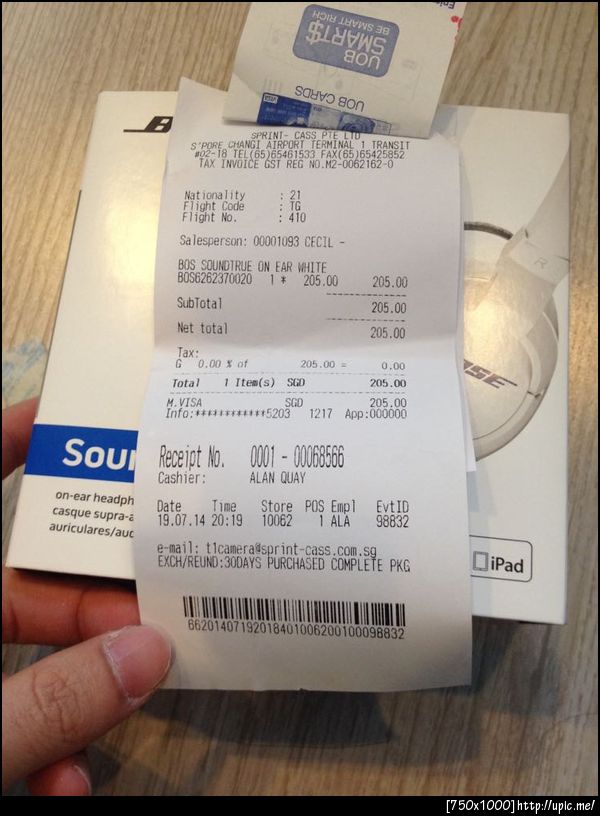 UOB
SMART$
BE SMART RICH
UOB CARDS
SPRINT- CASS PTE LTD
S'PORE CHANGI AIRPORT TERMINAL 1 TRANSIT
#02-18 TEL(65)65461533 FAX(65)65425852
TAX INVOICE GST REG NO.M2-0062162-0
Nationality : 21
Flight Code : TG
Flight No. : 410
Salesperson: 00001093 CECIL -
BOS SOUNDTRUE ON EAR WHITE
BOS6262370020 1 * 205.00 205.00
SubTotal 205.00
Net total 205.00
Tax:
G 0.00 % of 205.00 = 0.00
Total 1 Item(s) SGD 205.00
M.VISA SGD 205.00
Info:************5203 1217 App:000000
Receipt No. 0001 - 00068566
Cashier: ALAN QUAY
Date Time Store POS Empl EvtID
19.07.14 20:19 10062 1 ALA 98832
e-mail: t1camera@sprint-cass.com.sg
EXCH/REUND:30DAYS PURCHASED COMPLETE PKG
66201407192018401006200100098832
B
R
OSE
Soun
on-ear headph
casque supra-a
auriculares/aud
iPad
[750x1000]http://upic.me/